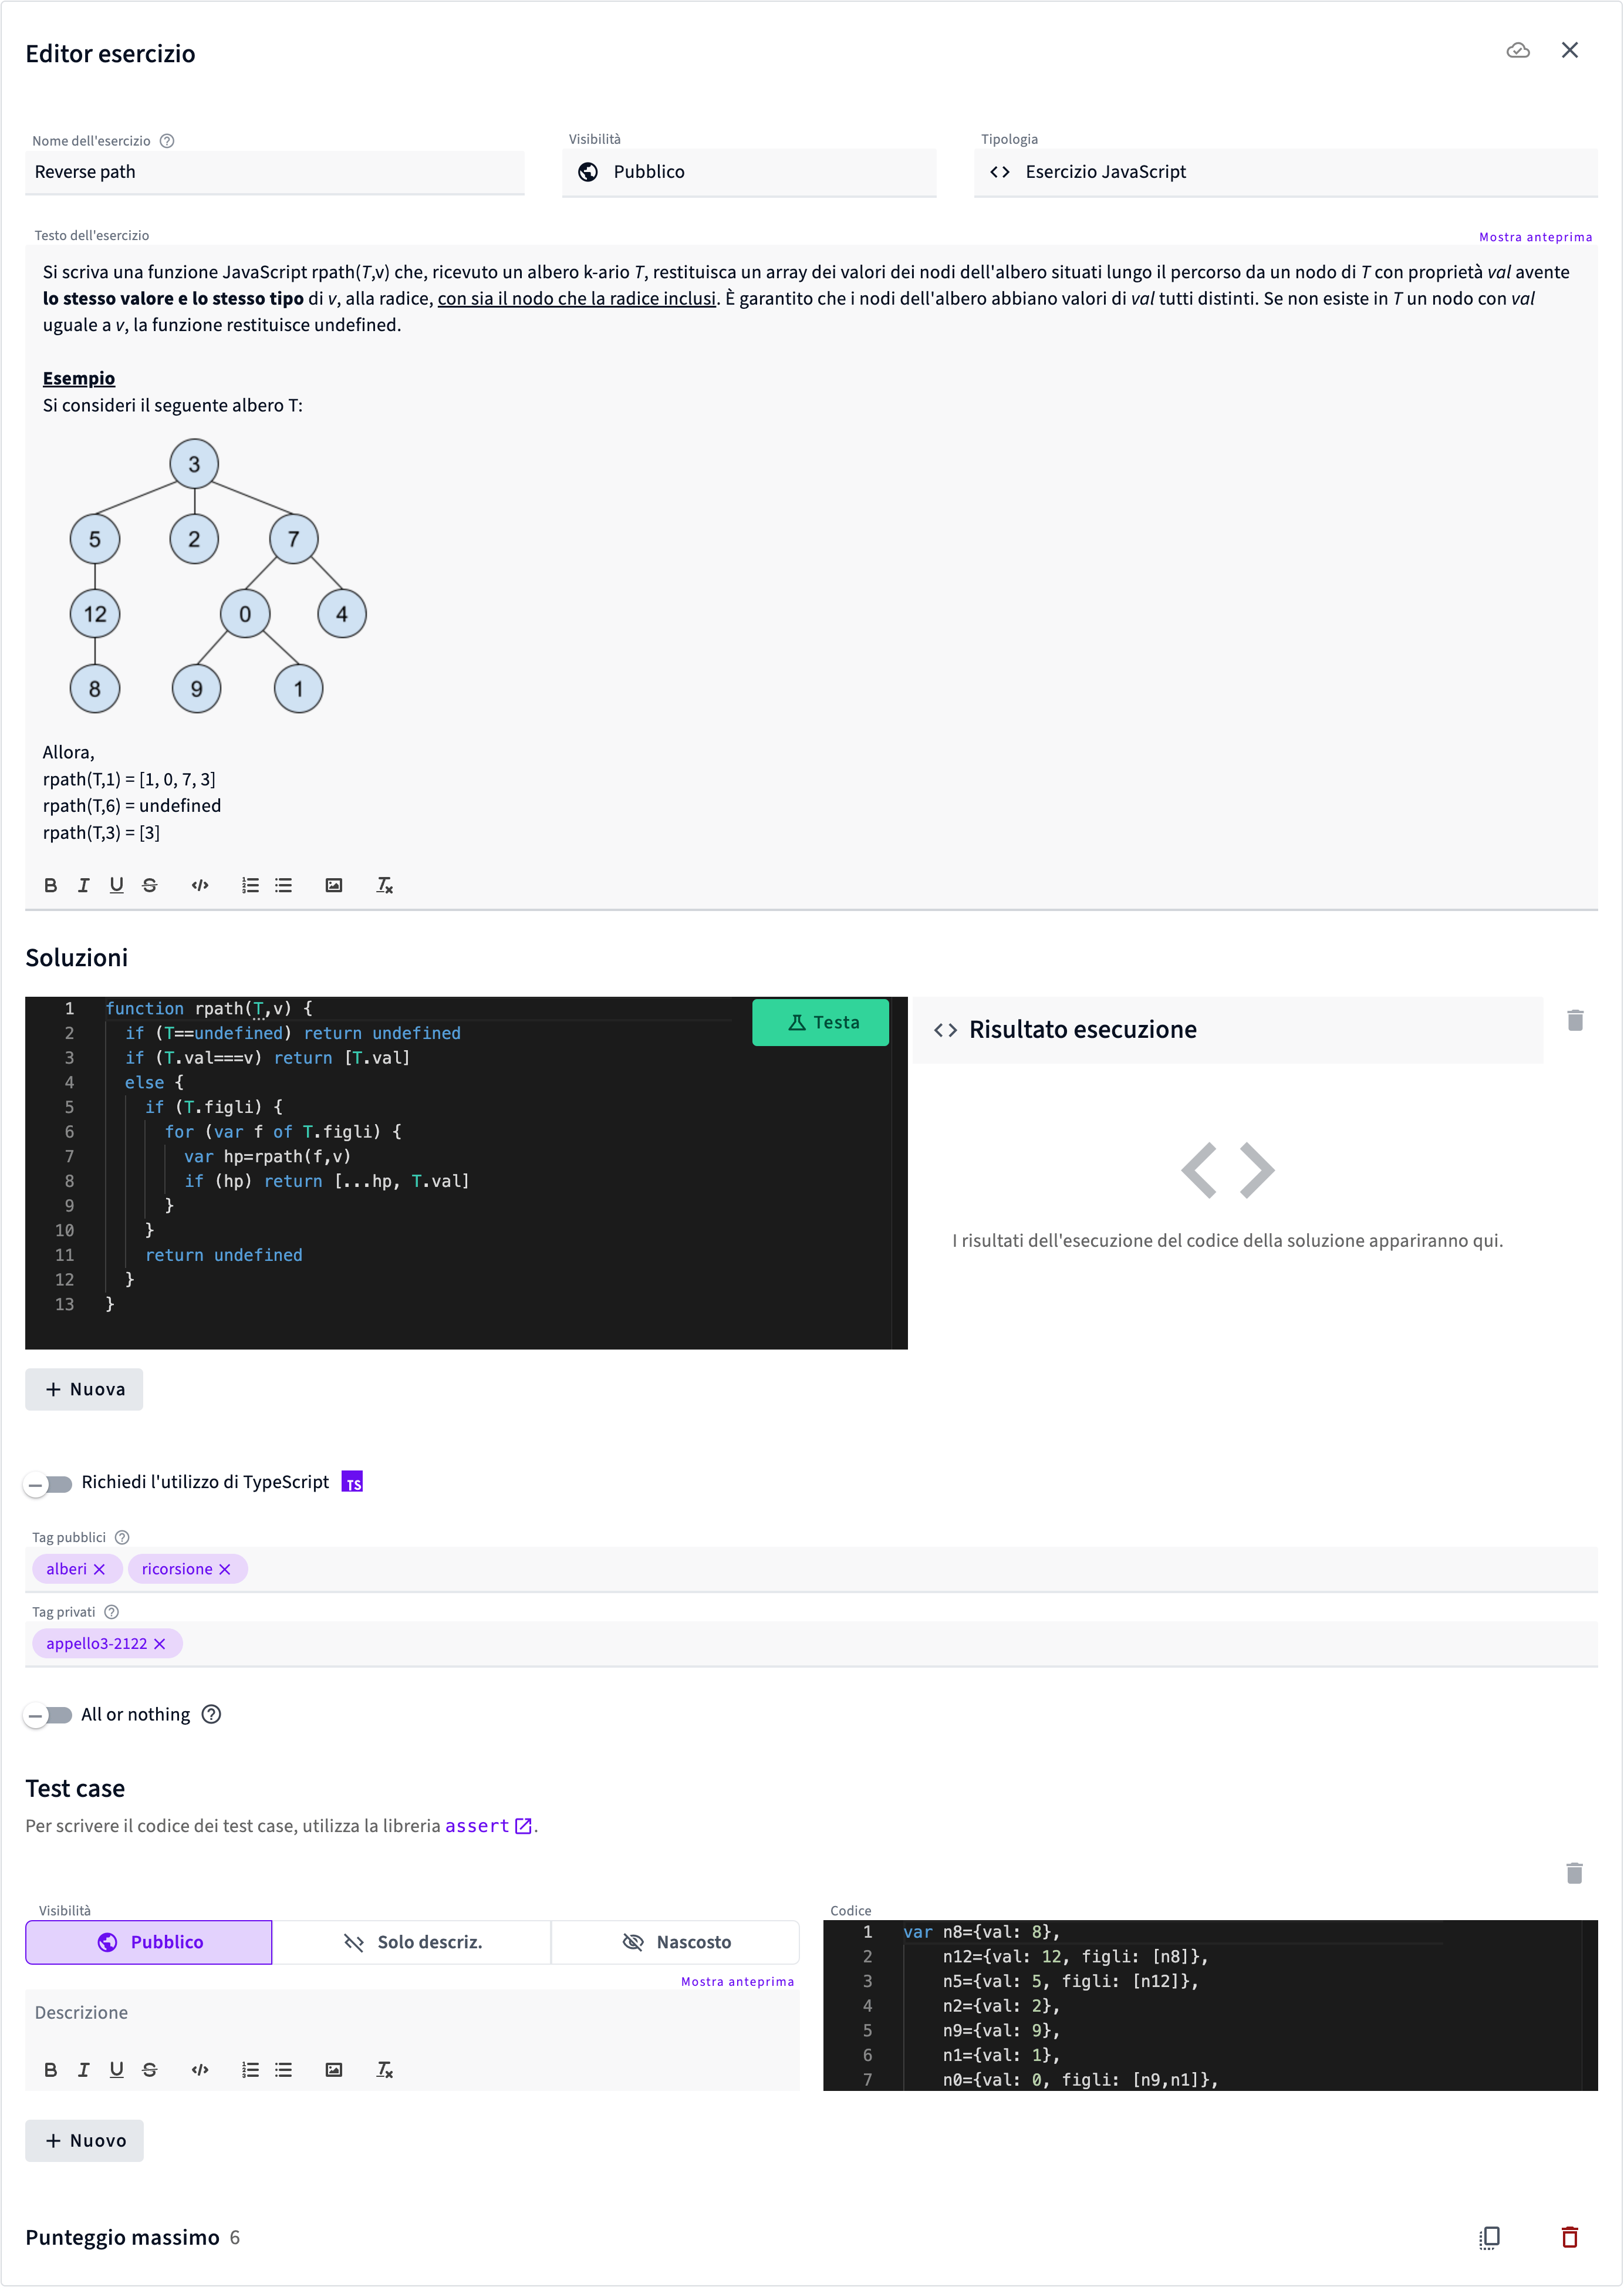 Editor esercizio
Nome dell'esercizio
Visibilità
Tipologia
Reverse path
Pubblico
<> Esercizio JavaScript
Testo dell'esercizio
Mostra anteprima
Si scriva una funzione JavaScript rpath(T,v) che, ricevuto un albero k-ario T, restituisca un array dei valori dei nodi dell'albero situati lungo il percorso da un nodo di T con proprietà val avente
lo stesso valore e lo stesso tipo di v, alla radice, con sia il nodo che la radice inclusi. È garantito che i nodi dell'albero abbiano valori di val tutti distinti. Se non esiste in T un nodo con val
uguale a v, la funzione restituisce undefined.
Esempio
Si consideri il seguente albero T:
3
5 2 7
12 0 4
8 9 1
Allora,
rpath(T,1) = [1, 0, 7, 3]
rpath(T,6) = undefined
rpath(T,3) = [3]
Soluzioni
1 function rpath(T,v) {
2 if (T==undefined) return undefined
3 if (T.val===v) return [T.val]
4 else {
5 if (T.figli) {
6 for (var f of T.figli) {
7 var hp=rpath(f,v)
8 if (hp) return [...hp, T.val]
9 }
10 }
11 return undefined
12 }
13 }
Testa
<> Risultato esecuzione
I risultati dell'esecuzione del codice della soluzione appariranno qui.
+ Nuova
Richiedi l'utilizzo di TypeScript TS
Tag pubblici
alberi
ricorsione
Tag privati
appello3-2122
All or nothing
Test case
Per scrivere il codice dei test case, utilizza la libreria assert.
Visibilità
Pubblico
Solo descriz.
Nascosto
Mostra anteprima
Descrizione
Codice
1 var n8={val: 8},
2 n12={val: 12, figli: [n8]},
3 n5={val: 5, figli: [n12]},
4 n2={val: 2},
5 n9={val: 9},
6 n1={val: 1},
7 n0={val: 0, figli: [n9,n1]},
+ Nuovo
Punteggio massimo 6